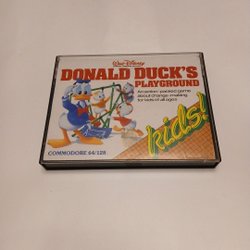 Walt Disney
DONALD DUCK'S
PLAYGROUND
An action-packed game
about change-making
for kids of all ages!
kids!
COMMODORE 64/128